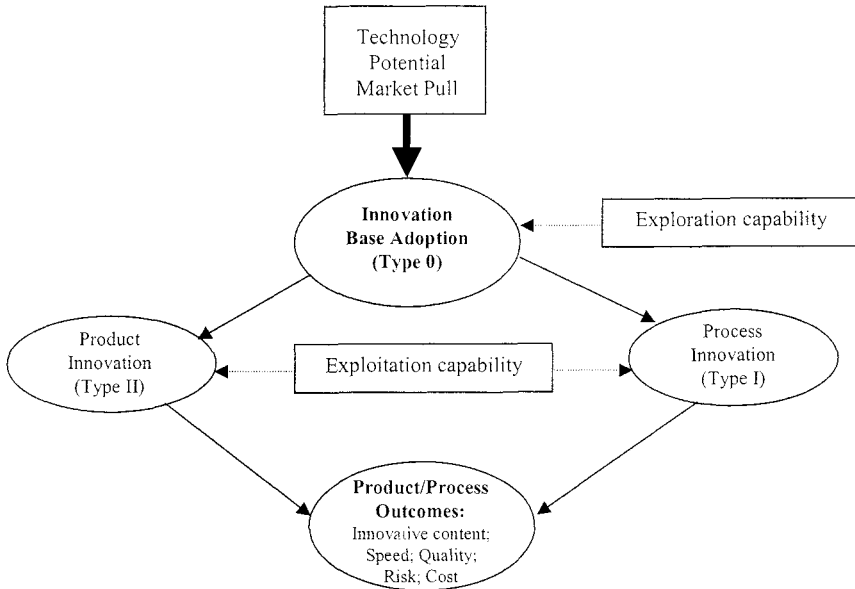 Technology
Potential
Market Pull
Innovation
Base Adoption
(Type 0)
Exploration capability
Product
Innovation
(Type II)
Exploitation capability
Process
Innovation
(Type I)
Product/Process
Outcomes:
Innovative content;
Speed; Quality;
Risk; Cost